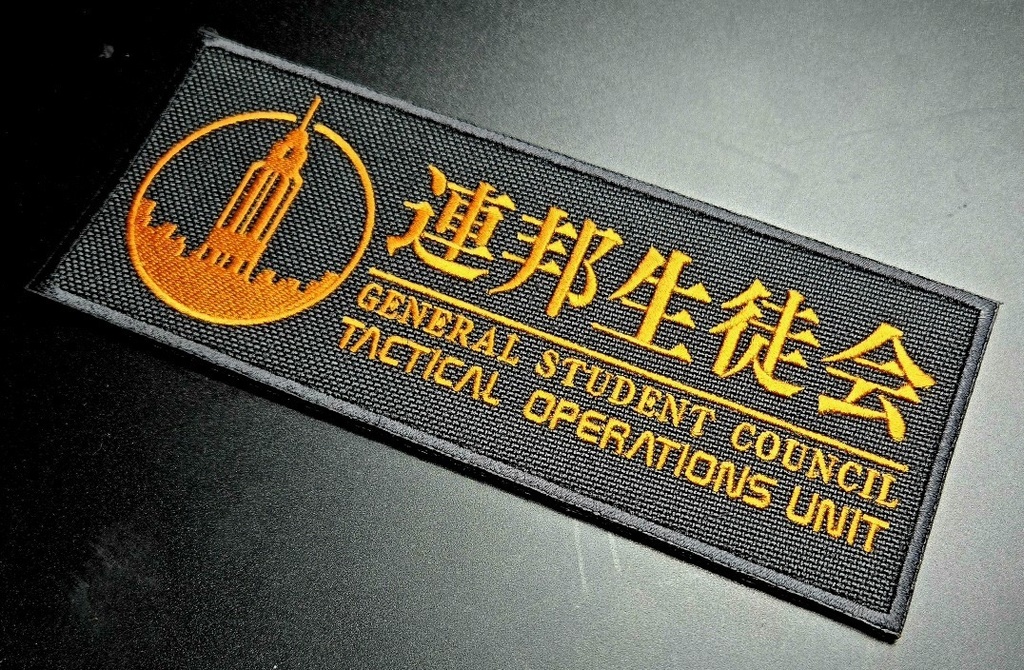 連邦生徒会
GENERAL STUDENT COUNCIL
TACTICAL OPERATIONS UNIT